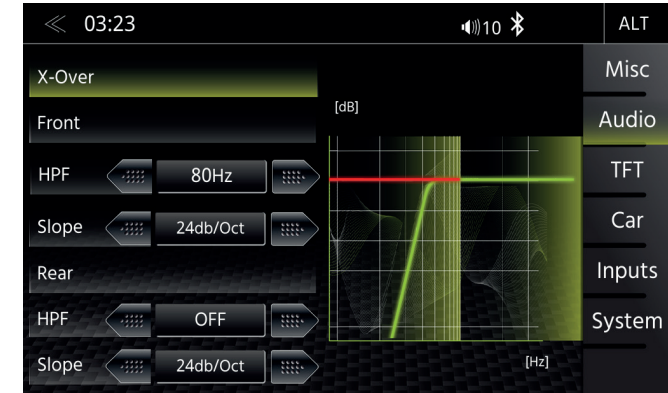 03:23 10 ALT
X-Over
Front
HPF 80Hz
Slope 24db/Oct
Rear
HPF OFF
Slope 24db/Oct
[dB]
[Hz]
Misc
Audio
TFT
Car
Inputs
System